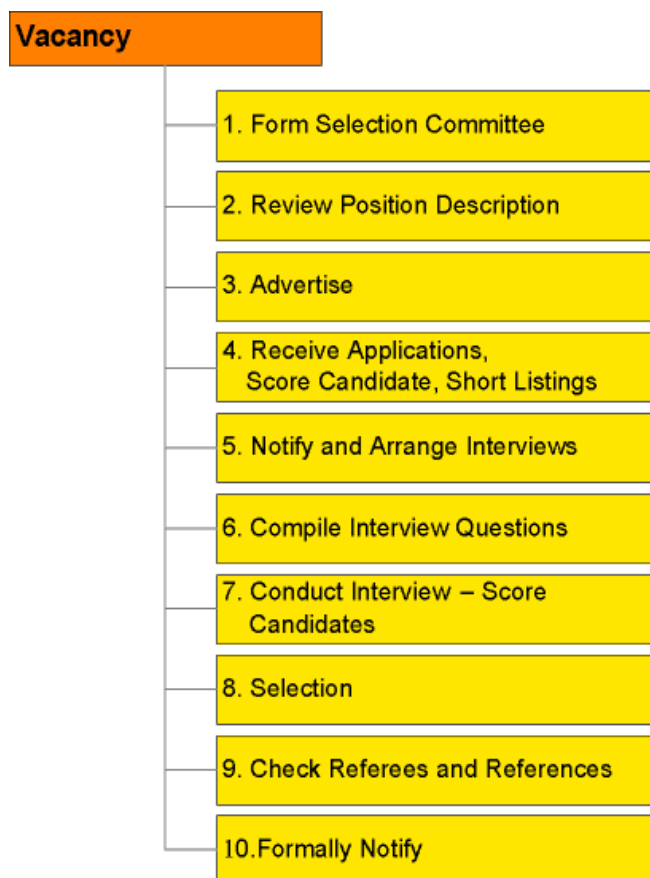 Vacancy
1. Form Selection Committee
2. Review Position Description
3. Advertise
4. Receive Applications,
Score Candidate, Short Listings
5. Notify and Arrange Interviews
6. Compile Interview Questions
7. Conduct Interview – Score
Candidates
8. Selection
9. Check Referees and References
10.Formally Notify